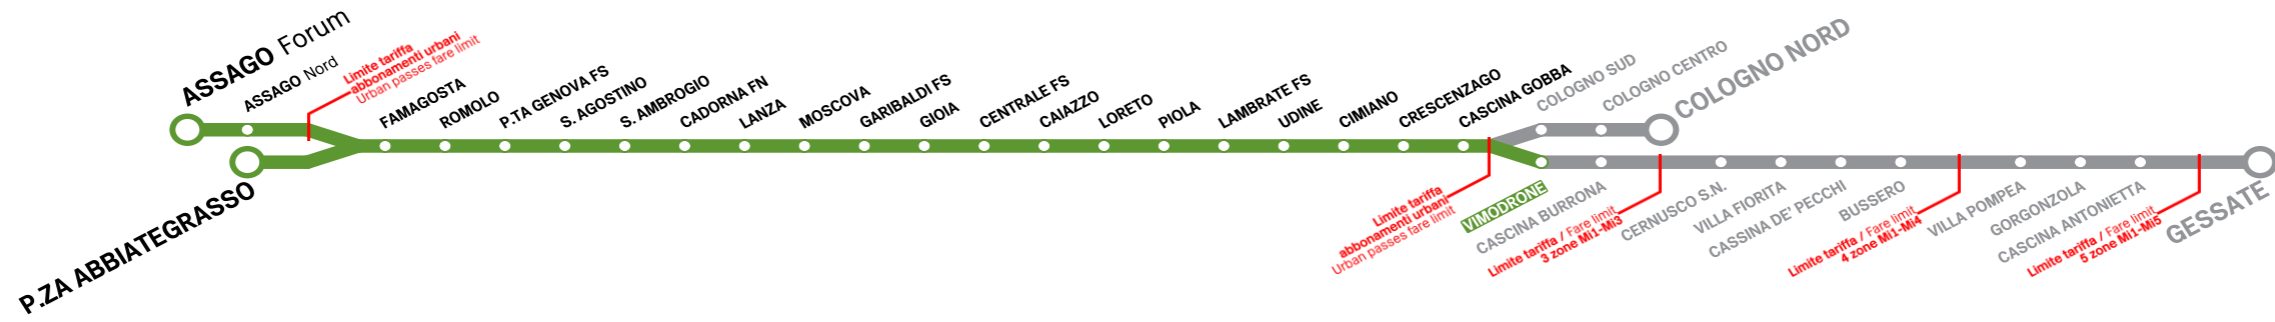 ASSAGO Forum
ASSAGO Nord
Limite tariffa
abbonamenti urbani
Urban passes fare limit
P.ZA ABBIATEGRASSO
FAMAGOSTA
ROMOLO
P.TA GENOVA FS
S. AGOSTINO
S. AMBROGIO
CADORNA FN
LANZA
MOSCOVA
GARIBALDI FS
GIOIA
CENTRALE FS
CAIAZZO
LORETO
PIOLA
LAMBRATE FS
UDINE
CIMIANO
CRESCENZAGO
CASCINA GOBBA
COLOGNO SUD
COLOGNO CENTRO
COLOGNO NORD
Limite tariffa
abbonamenti urbani
Urban passes fare limit
VIMODRONE
CASCINA BURRONA
Limite tariffa / Fare limit
3 zone Mi1-Mi3
CERNUSCO S.N.
VILLA FIORITA
CASSINA DE' PECCHI
BUSSERO
Limite tariffa / Fare limit
4 zone Mi1-Mi4
VILLA POMPEA
GORGONZOLA
CASCINA ANTONIETTA
Limite tariffa / Fare limit
5 zone Mi1-Mi5
GESSATE